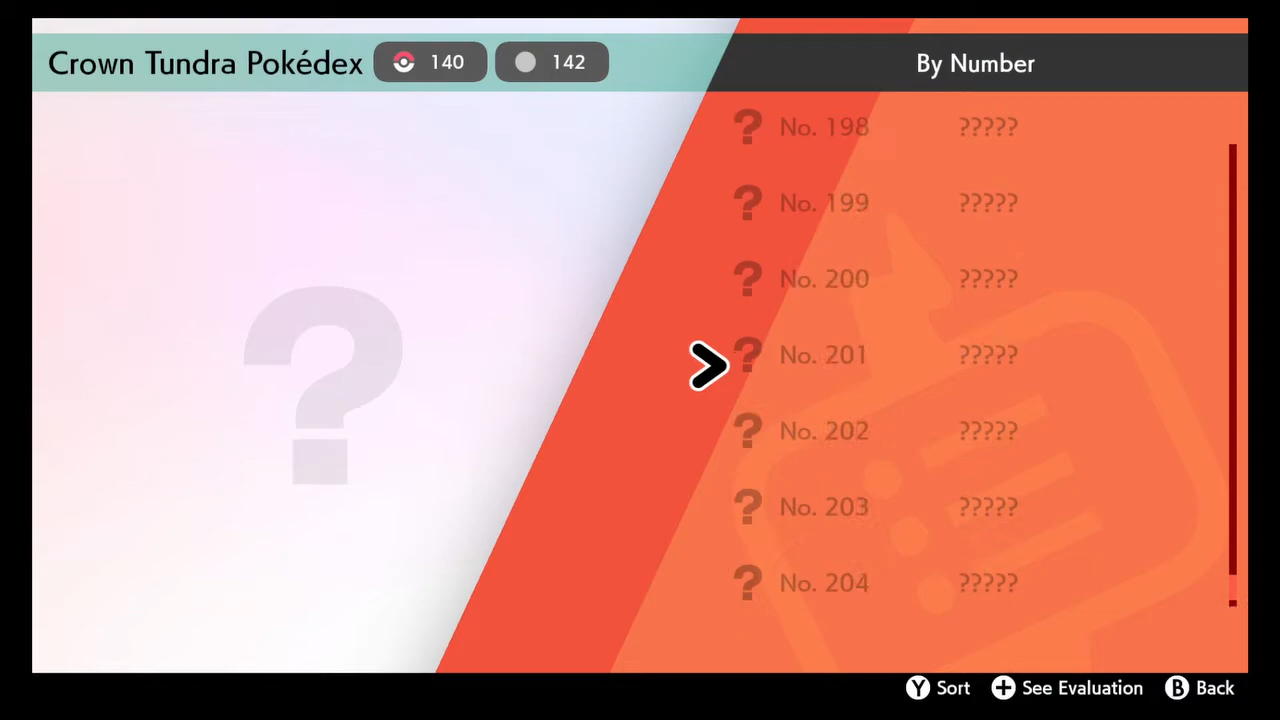 Crown Tundra Pokédex 140 142 By Number
? No. 198 ?????
? No. 199 ?????
? No. 200 ?????
? No. 201 ?????
? No. 202 ?????
? No. 203 ?????
? No. 204 ?????
?
Y Sort + See Evaluation B Back